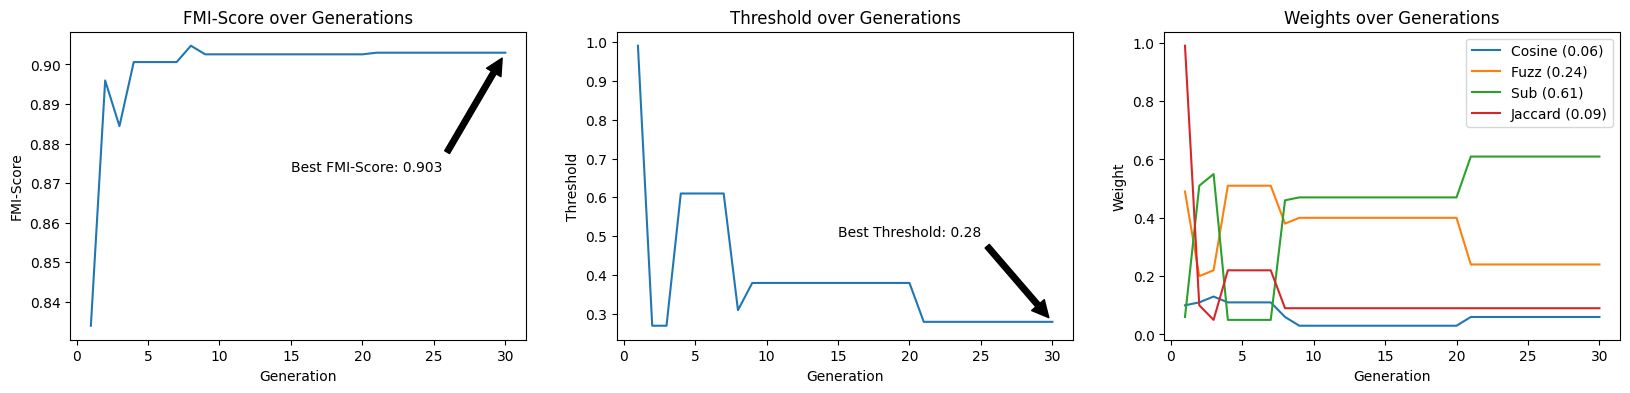 FMI-Score over Generations
FMI-Score
0.90
0.89
0.88
0.87
0.86
0.85
0.84
Best FMI-Score: 0.903
0 5 10 15 20 25 30
Generation
Threshold over Generations
Threshold
1.0
0.9
0.8
0.7
0.6
0.5
0.4
0.3
Best Threshold: 0.28
0 5 10 15 20 25 30
Generation
Weights over Generations
Weight
1.0
0.8
0.6
0.4
0.2
0.0
Cosine (0.06)
Fuzz (0.24)
Sub (0.61)
Jaccard (0.09)
0 5 10 15 20 25 30
Generation